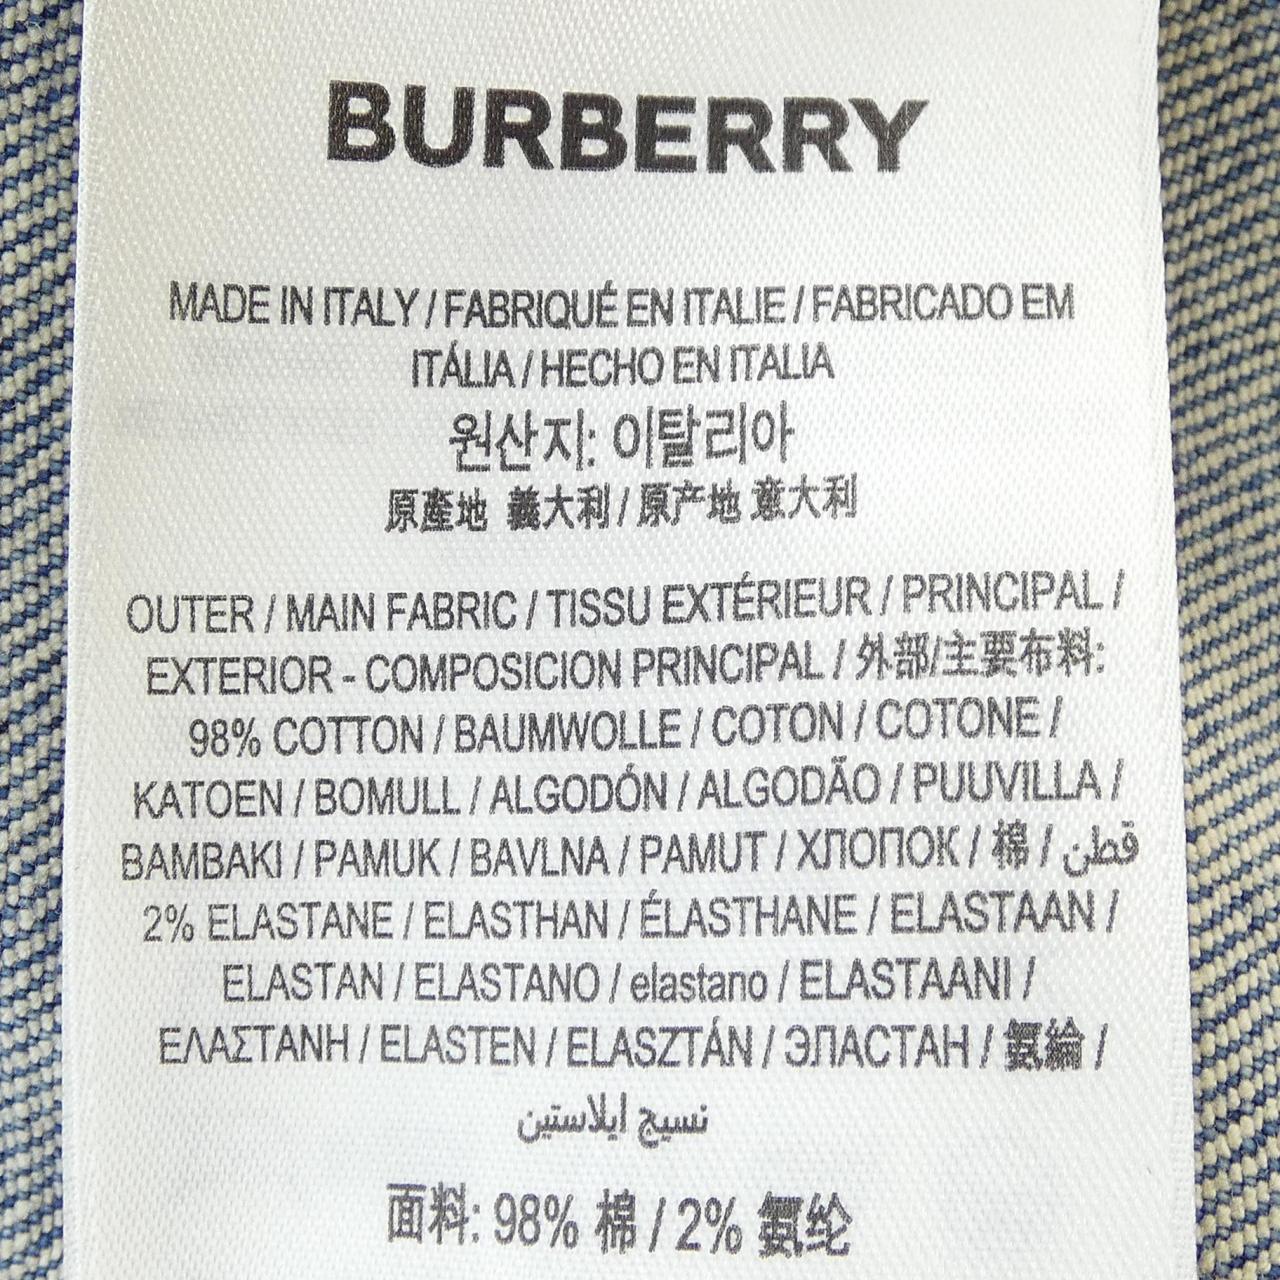 BURBERRY
MADE IN ITALY / FABRIQUÉ EN ITALIE / FABRICADO EM
ITÁLIA / HECHO EN ITALIA
원산지: 이탈리아
原產地 義大利 / 原产地 意大利
OUTER / MAIN FABRIC / TISSU EXTÉRIEUR / PRINCIPAL /
EXTERIOR - COMPOSICION PRINCIPAL / 外部/主要布料:
98% COTTON / BAUMWOLLE / COTON / COTONE /
KATOEN / BOMULL / ALGODÓN / ALGODÃO / PUUVILLA /
BAMBAKI / PAMUK / BAVLNA / PAMUT / ХЛОПОК / 棉 / قطن
2% ELASTANE / ELASTHAN / ÉLASTHANE / ELASTAAN /
ELASTAN / ELASTANO / elastano / ELASTAANI /
ΕΛΑΣΤΑΝΗ / ELASTEN / ELASZTÁN / ЭЛАСТАН / 氨綸 /
نسيج ايلاستين
面料: 98% 棉 / 2% 氨纶